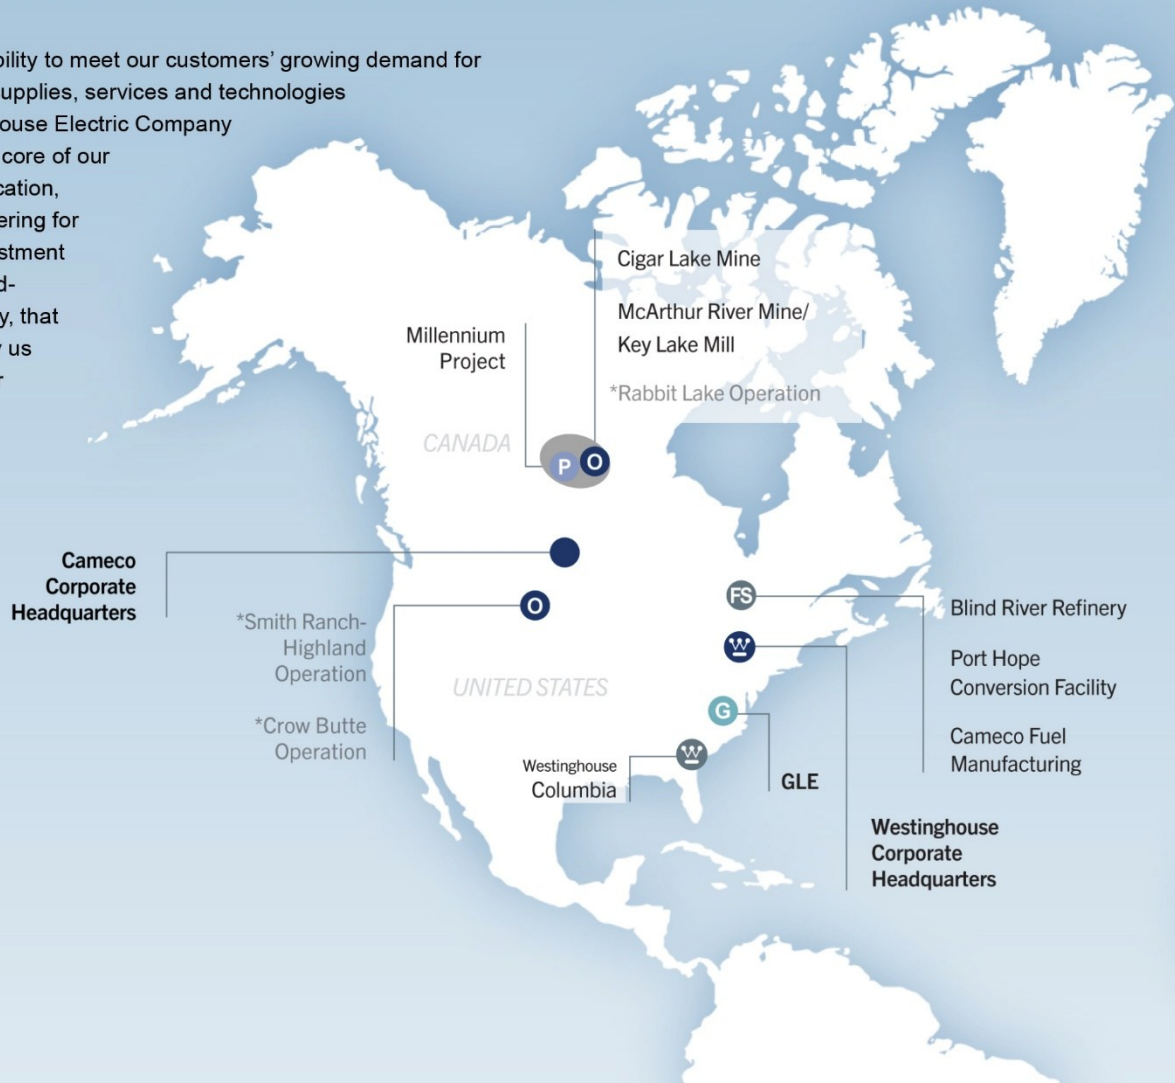 bility to meet our customers’ growing demand for
supplies, services and technologies
ouse Electric Company
core of our
cation,
ering for
stment
d-
y, that
us
Cigar Lake Mine
McArthur River Mine/
Key Lake Mill
*Rabbit Lake Operation
Millennium
Project
CANADA
P
O
Cameco
Corporate
Headquarters
O
*Smith Ranch-
Highland
Operation
*Crow Butte
Operation
UNITED STATES
FS
Blind River Refinery
Port Hope
Conversion Facility
Cameco Fuel
Manufacturing
W
Westinghouse
Corporate
Headquarters
G
GLE
W
Westinghouse
Columbia